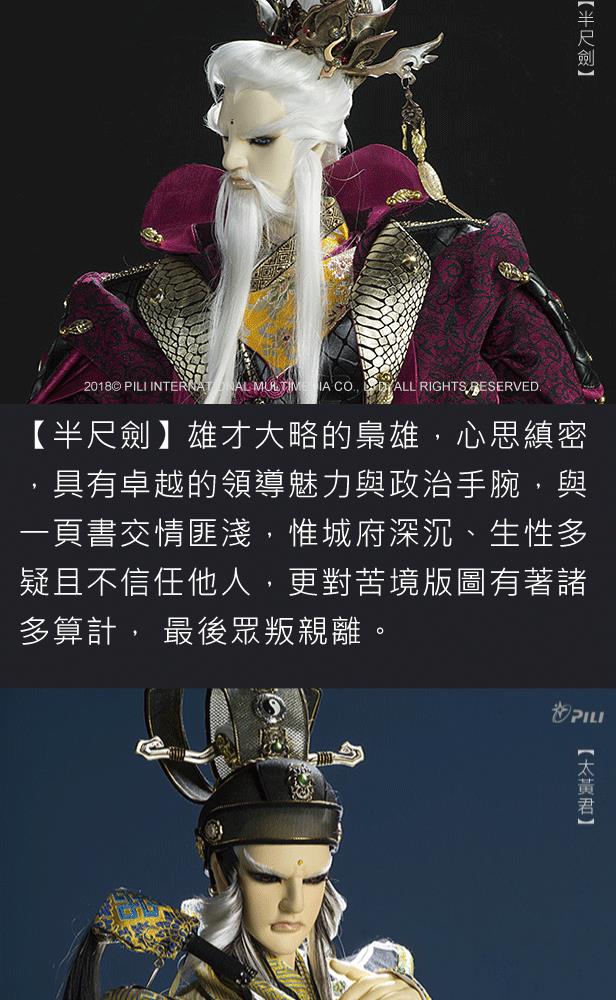 【半尺劍】
2018© PILI INTERNATIONAL MULTIMEDIA CO., LTD. ALL RIGHTS RESERVED.
【半尺劍】雄才大略的梟雄，心思縝密
，具有卓越的領導魅力與政治手腕，與
一頁書交情匪淺，惟城府深沉、生性多
疑且不信任他人，更對苦境版圖有著諸
多算計， 最後眾叛親離。
PILI
【太黃君】